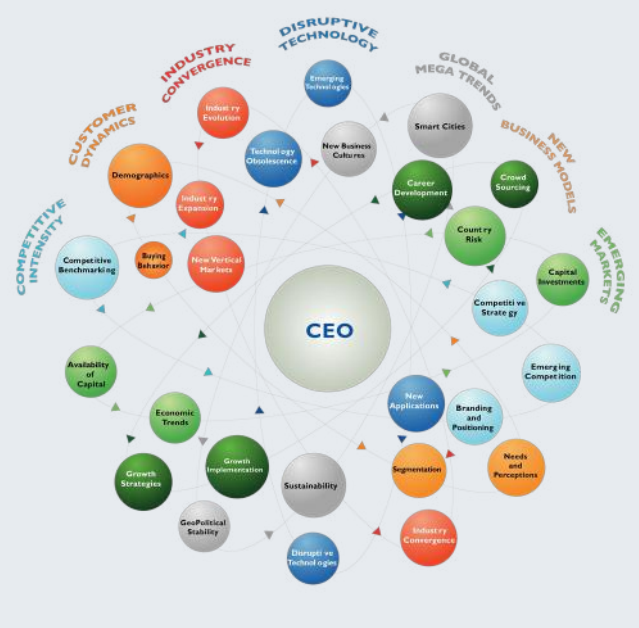 DISRUPTIVE
TECHNOLOGY
INDUSTRY
CONVERGENCE
GLOBAL
MEGA TRENDS
CUSTOMER
DYNAMICS
NEW
BUSINESS MODELS
COMPETITIVE
INTENSITY
EMERGING
MARKETS
Emerging
Technologies
Industry
Evolution
Smart Cities
New Business
Cultures
Technology
Obsolescence
Demographics
Career
Development
Crowd
Sourcing
Industry
Expansion
Country
Risk
Competitive
Benchmarking
Buying
Behavior
New Vertical
Markets
Capital
Investments
Competitive
Strategy
CEO
Availability
of
Capital
Emerging
Competition
New
Applications
Economic
Trends
Branding
and
Positioning
Growth
Strategies
Growth
Implementation
Sustainability
Segmentation
Needs
and
Perceptions
GeoPolitical
Stability
Industry
Convergence
Disruptive
Technologies